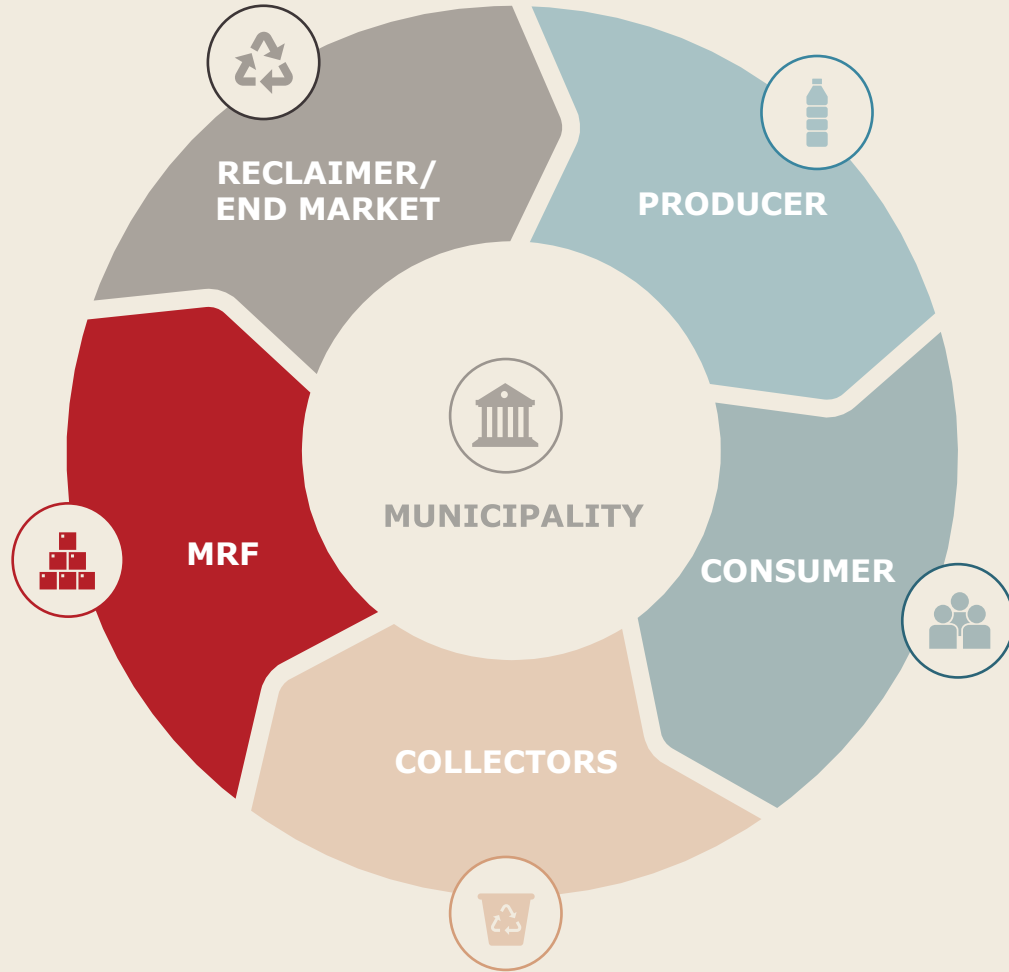 RECLAIMER/
END MARKET
PRODUCER
MUNICIPALITY
MRF
CONSUMER
COLLECTORS